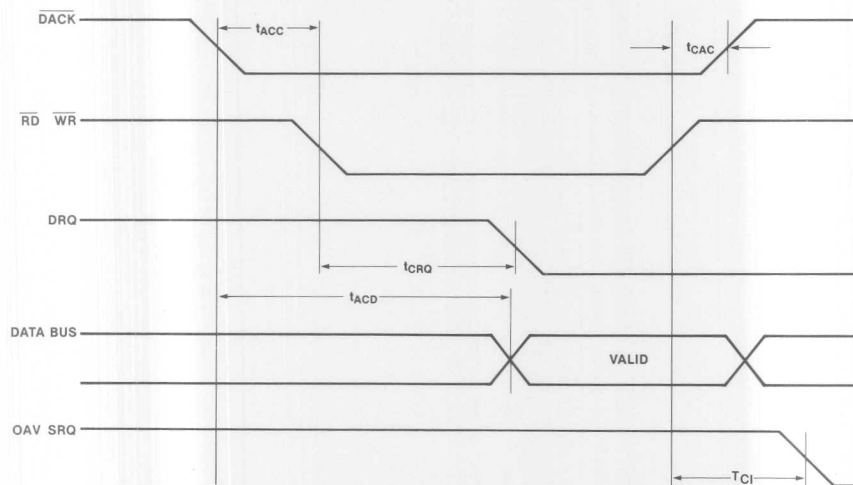 DACK
tACC
tCAC
RD WR
DRQ
tCRQ
tACD
DATA BUS
VALID
OAV SRQ
TCI